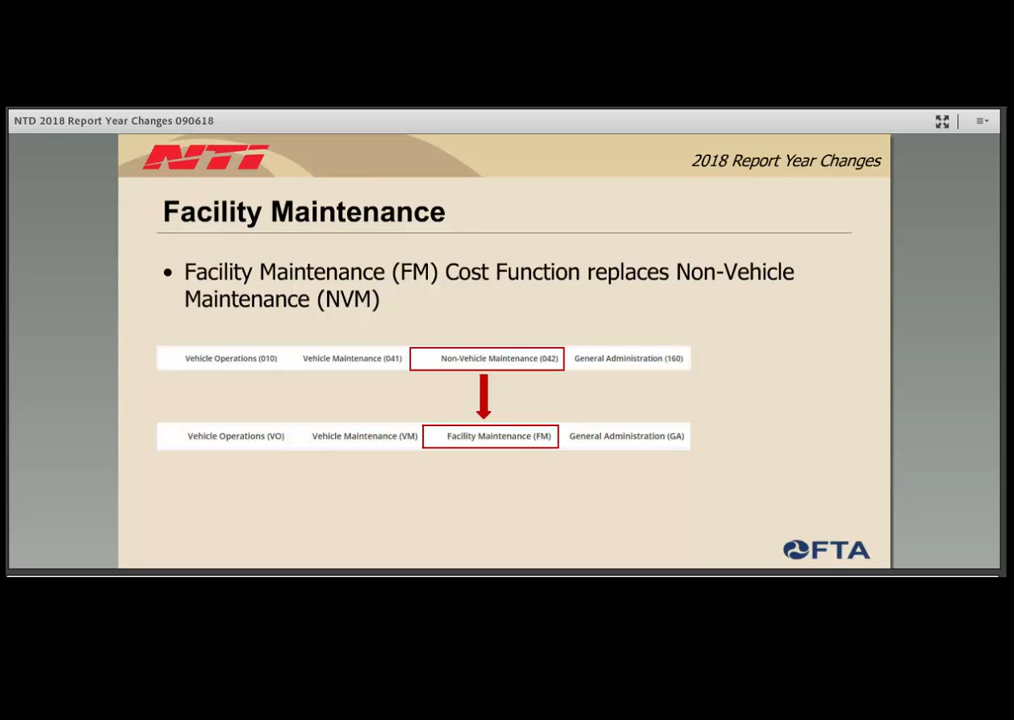 NTD 2018 Report Year Changes 090618
NTI
2018 Report Year Changes
Facility Maintenance
• Facility Maintenance (FM) Cost Function replaces Non-Vehicle
Maintenance (NVM)
Vehicle Operations (010) Vehicle Maintenance (041) Non-Vehicle Maintenance (042) General Administration (160)
Vehicle Operations (VO) Vehicle Maintenance (VM) Facility Maintenance (FM) General Administration (GA)
FTA